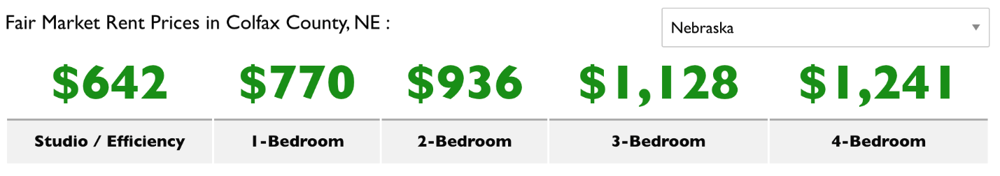 Fair Market Rent Prices in Colfax County, NE :
Nebraska
$642 $770 $936 $1,128 $1,241
Studio / Efficiency 1-Bedroom 2-Bedroom 3-Bedroom 4-Bedroom